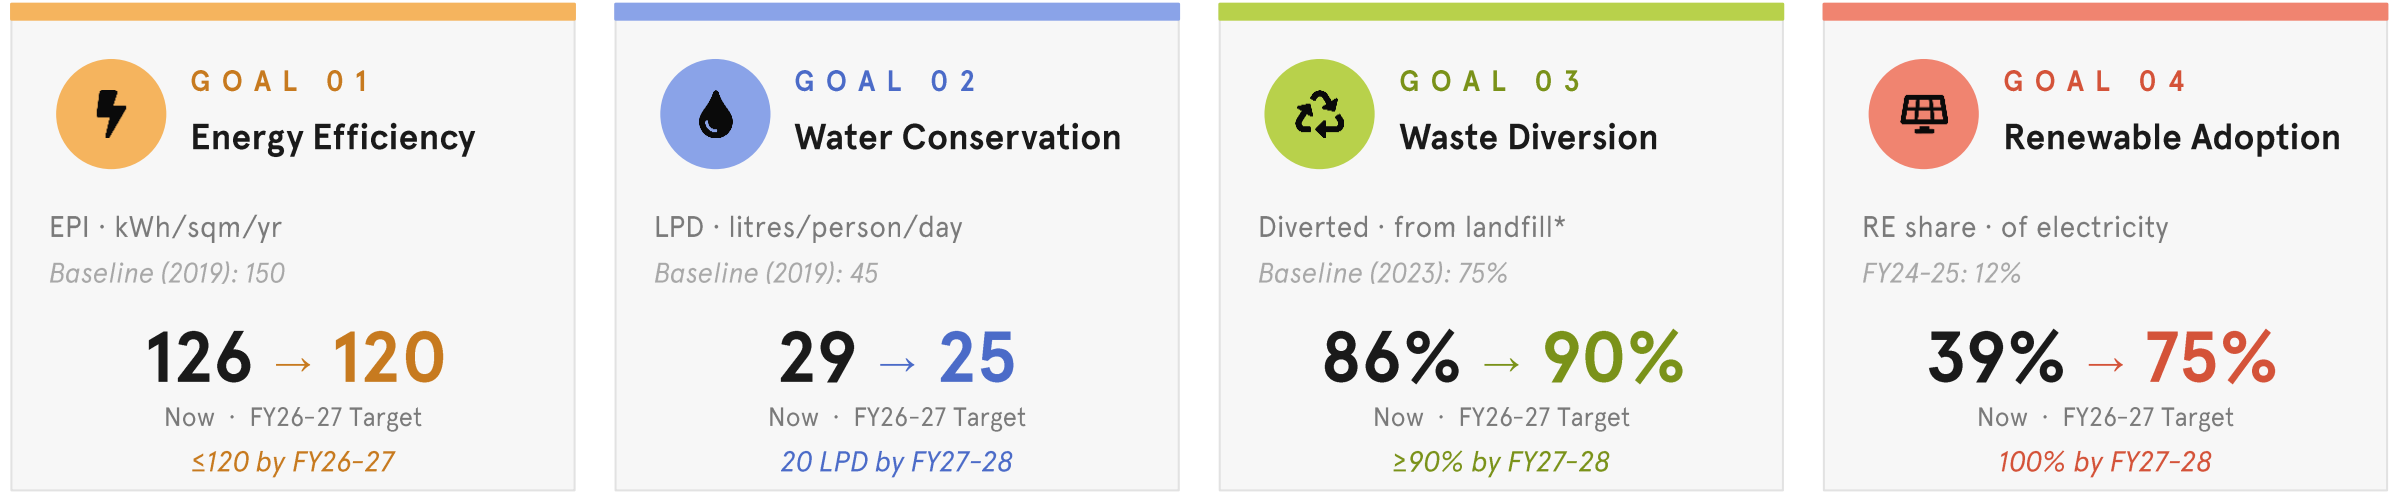 GOAL 01
Energy Efficiency
EPI · kWh/sqm/yr
Baseline (2019): 150
126 → 120
Now · FY26-27 Target
≤120 by FY26-27
GOAL 02
Water Conservation
LPD · litres/person/day
Baseline (2019): 45
29 → 25
Now · FY26-27 Target
20 LPD by FY27-28
GOAL 03
Waste Diversion
Diverted · from landfill*
Baseline (2023): 75%
86% → 90%
Now · FY26-27 Target
≥90% by FY27-28
GOAL 04
Renewable Adoption
RE share · of electricity
FY24-25: 12%
39% → 75%
Now · FY26-27 Target
100% by FY27-28